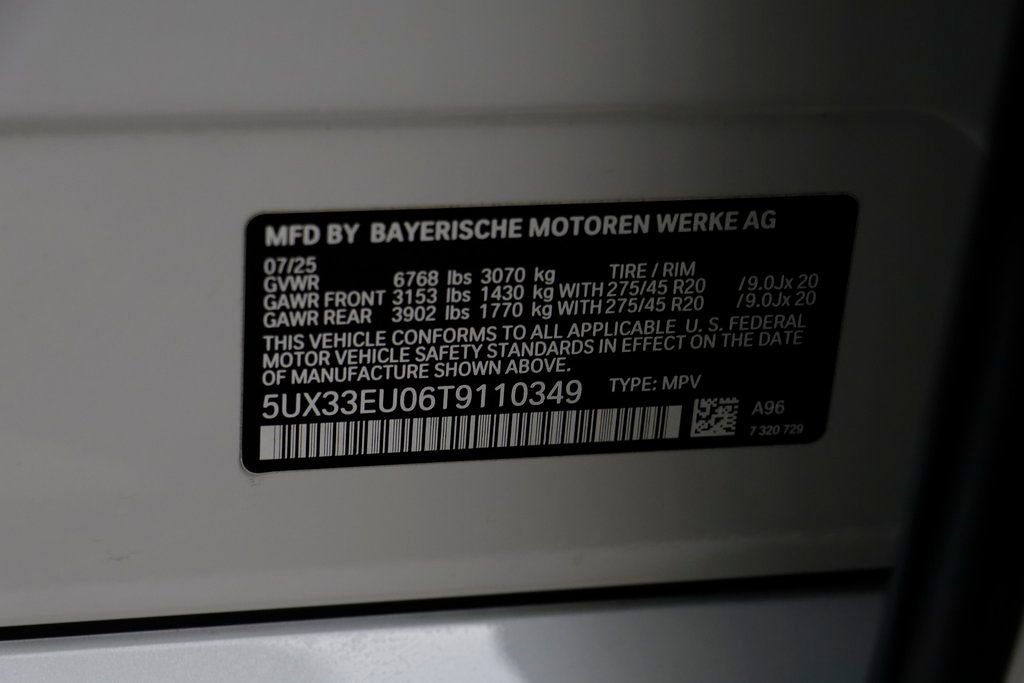 MFD BY BAYERISCHE MOTOREN WERKE AG
07/25 TIRE / RIM
GVWR 6768 lbs 3070 kg
GAWR FRONT 3153 lbs 1430 kg WITH 275/45 R20 /9.0Jx 20
GAWR REAR 3902 lbs 1770 kg WITH 275/45 R20 /9.0Jx 20
THIS VEHICLE CONFORMS TO ALL APPLICABLE U. S. FEDERAL
MOTOR VEHICLE SAFETY STANDARDS IN EFFECT ON THE DATE
OF MANUFACTURE SHOWN ABOVE.
5UX33EU06T9110349 TYPE: MPV
A96
7 320 729